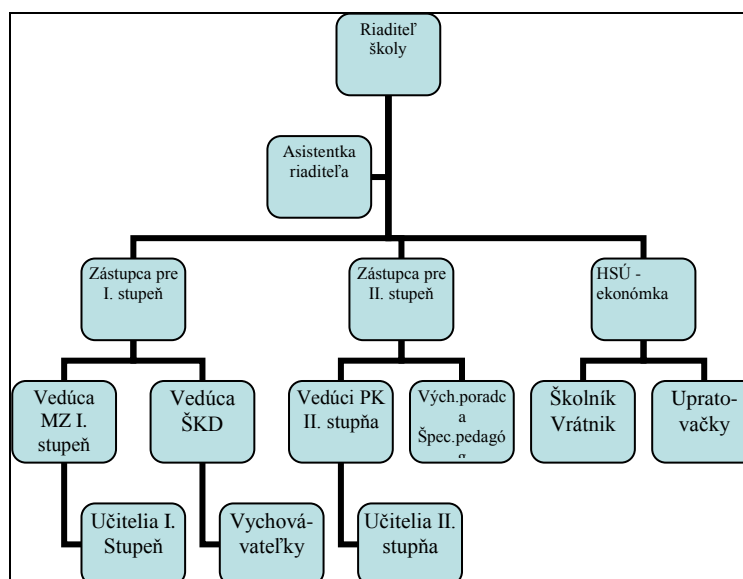 Riaditeľ
školy
Asistentka
riaditeľa
Zástupca pre
I. stupeň
Zástupca pre
II. stupeň
HSÚ -
ekonómka
Vedúca
MZ I.
stupeň
Vedúca
ŠKD
Vedúci PK
II. stupňa
Vých.poradc
a
Špec.pedagóg
Školník
Vrátnik
Uprato-
vačky
Učitelia I.
Stupeň
Vychová-
vateľky
Učitelia II.
stupňa